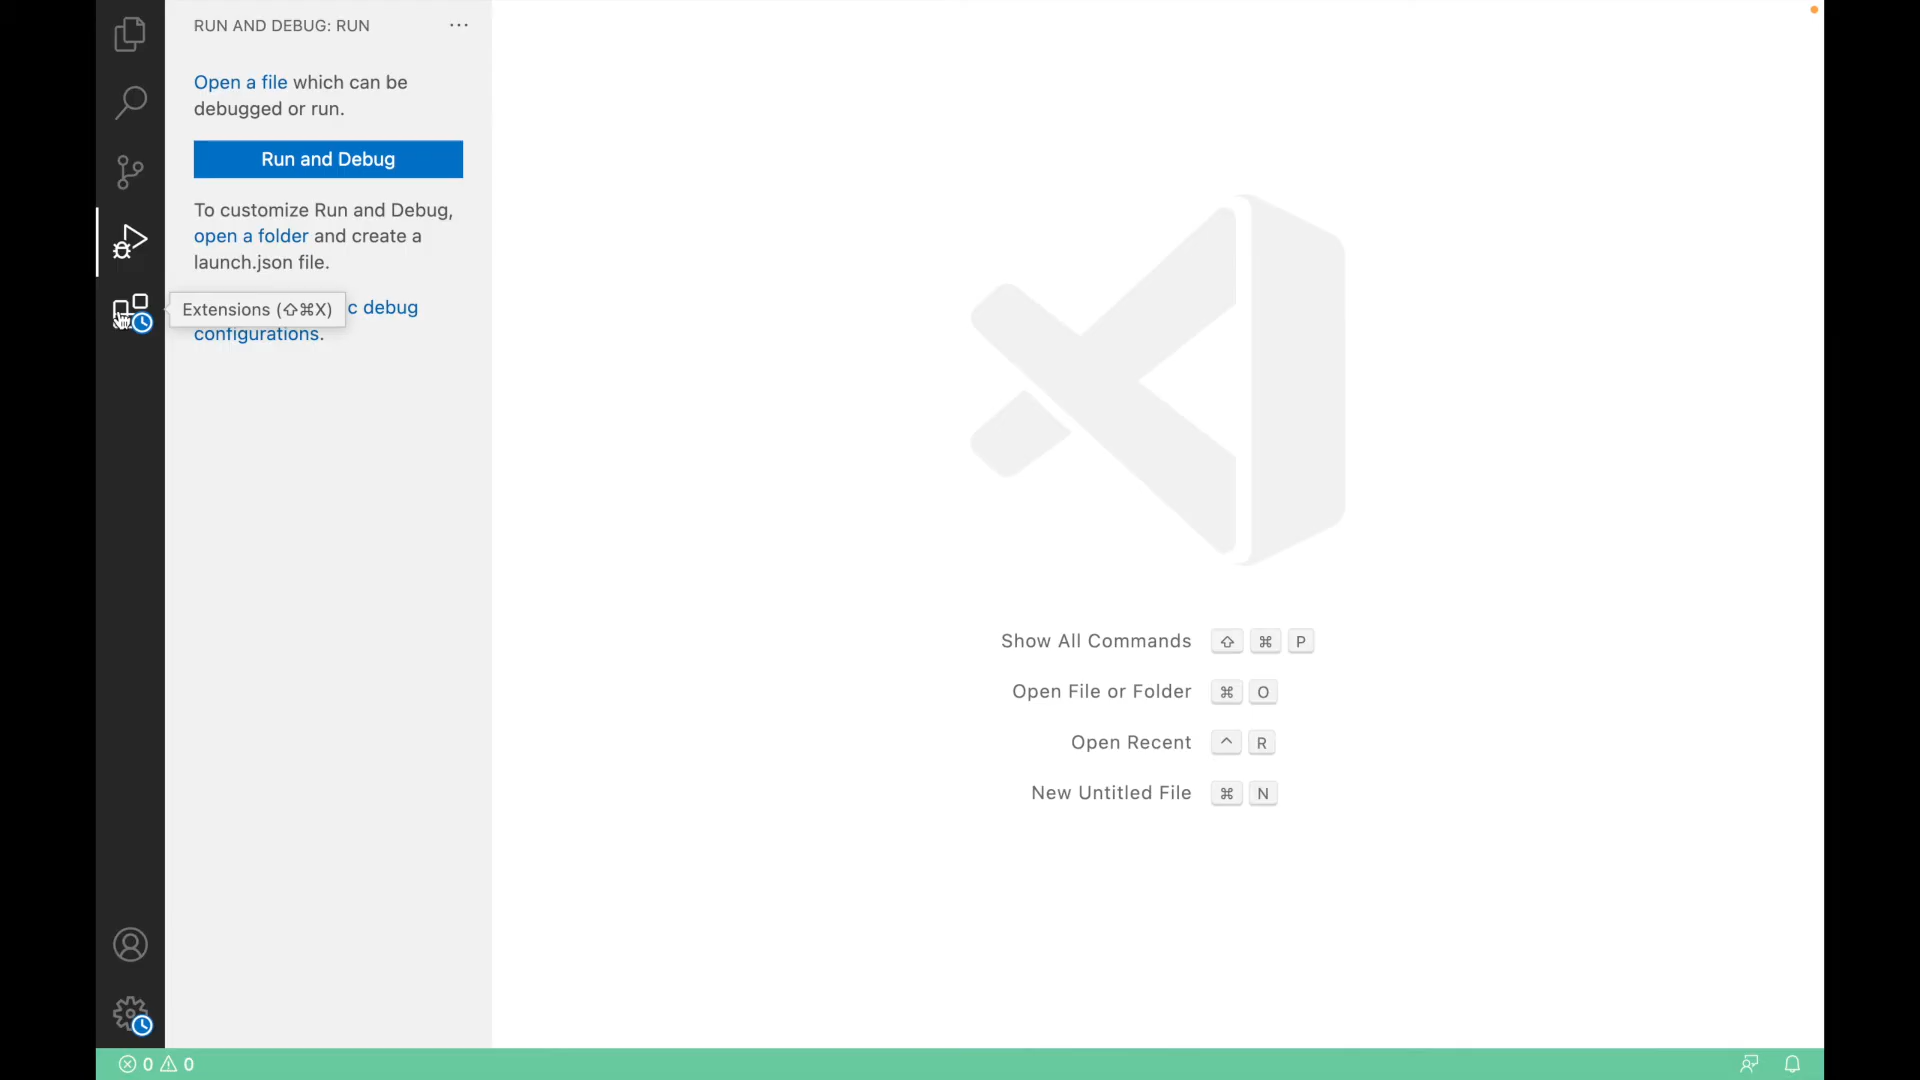 RUN AND DEBUG: RUN
Open a file which can be
debugged or run.
Run and Debug
To customize Run and Debug,
open a folder and create a
launch.json file.
Extensions (⇧⌘X)
c debug
configurations.
Show All Commands ⇧ ⌘ P
Open File or Folder ⌘ O
Open Recent ^ R
New Untitled File ⌘ N
0 0